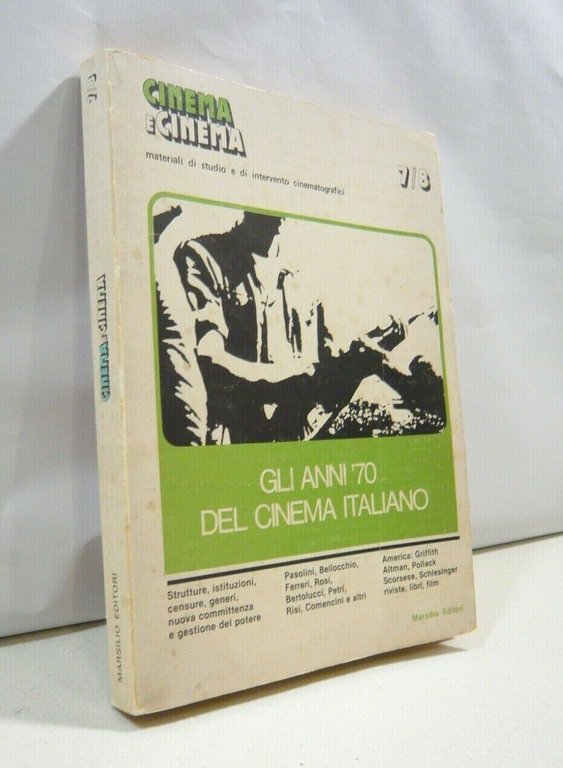 CINEMA
E CINEMA
materiali di studio e di intervento cinematografici
7/8
GLI ANNI '70
DEL CINEMA ITALIANO
Strutture, istituzioni,
censure, generi,
nuova committenza
e gestione del potere
Pasolini, Bellocchio,
Ferreri, Rosi,
Bertolucci, Petri,
Risi, Comencini e altri
America: Griffith
Altman, Pollack
Scorsese, Schlesinger
riviste, libri, film
Marsilio Editori
7/8
CINEMA E CINEMA
MARSILIO EDITORI